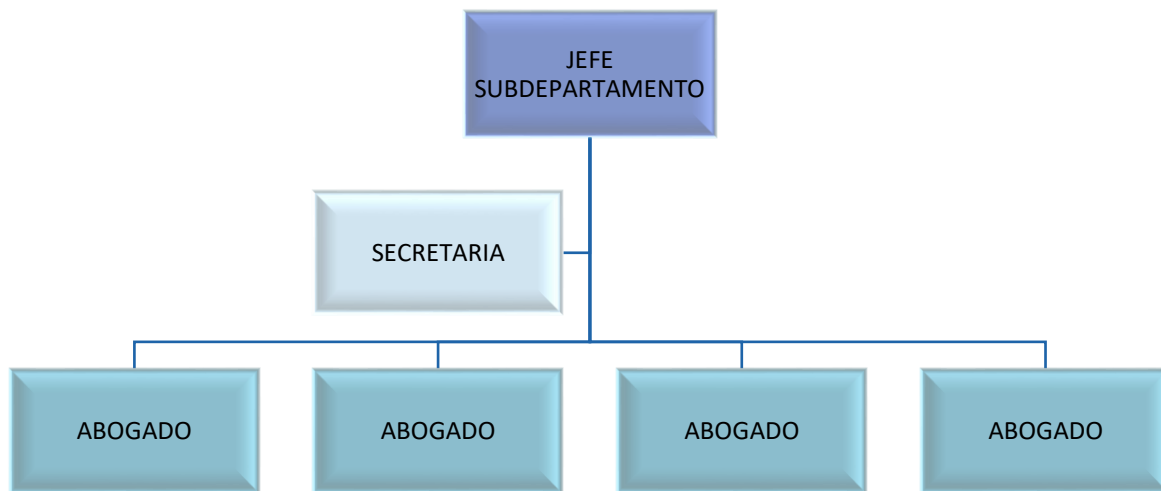 JEFE
SUBDEPARTAMENTO
SECRETARIA
ABOGADO
ABOGADO
ABOGADO
ABOGADO